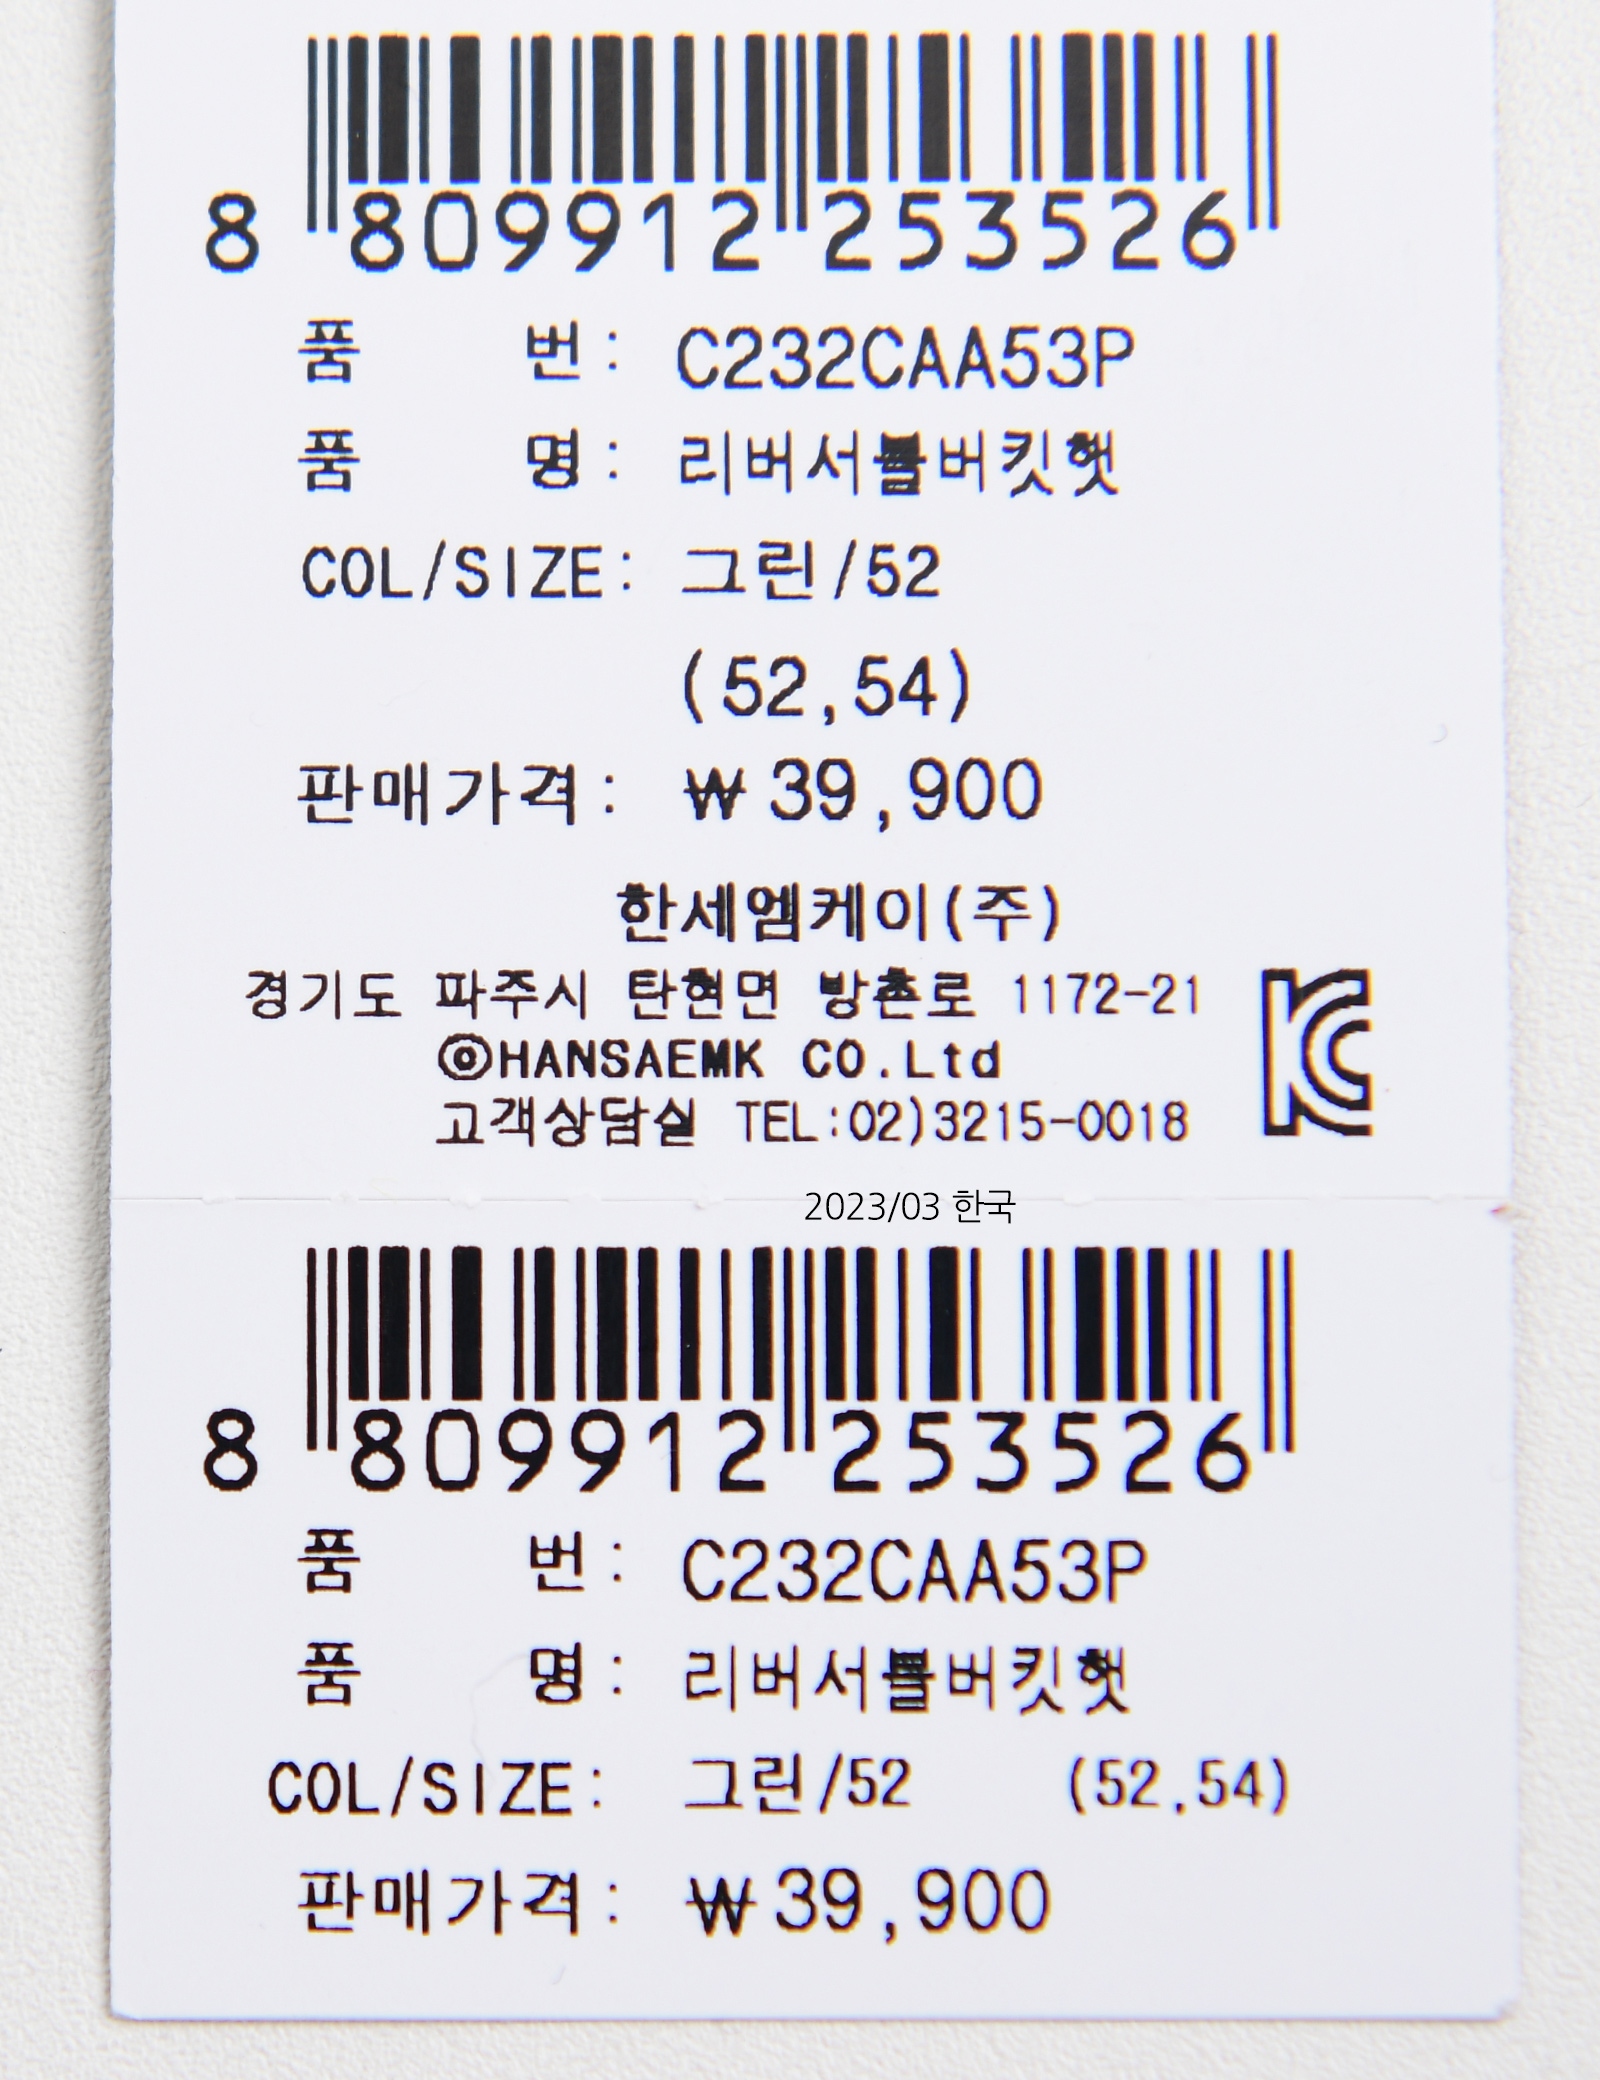 8 809912 253526
품 번: C232CAA53P
품 명: 리버서블버킷햇
COL/SIZE: 그린/52
(52,54)
판매가격: ₩39,900
한세엠케이(주)
경기도 파주시 탄현면 방촌로 1172-21
ⓞHANSAEMK CO.Ltd
고객상담실 TEL:02)3215-0018
KC
2023/03 한국
8 809912 253526
품 번: C232CAA53P
품 명: 리버서블버킷햇
COL/SIZE: 그린/52 (52,54)
판매가격: ₩39,900